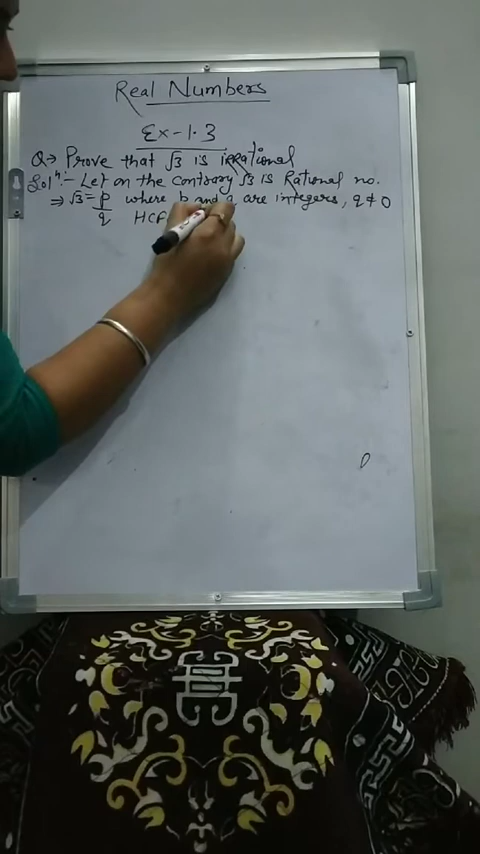 Real Numbers
Ex-1.3
Q→ Prove that √3 is irrational
Solⁿ:- Let on the contrary √3 is Rational no.
⇒ √3 = p/q where p and q are integers, q ≠ 0
HCF